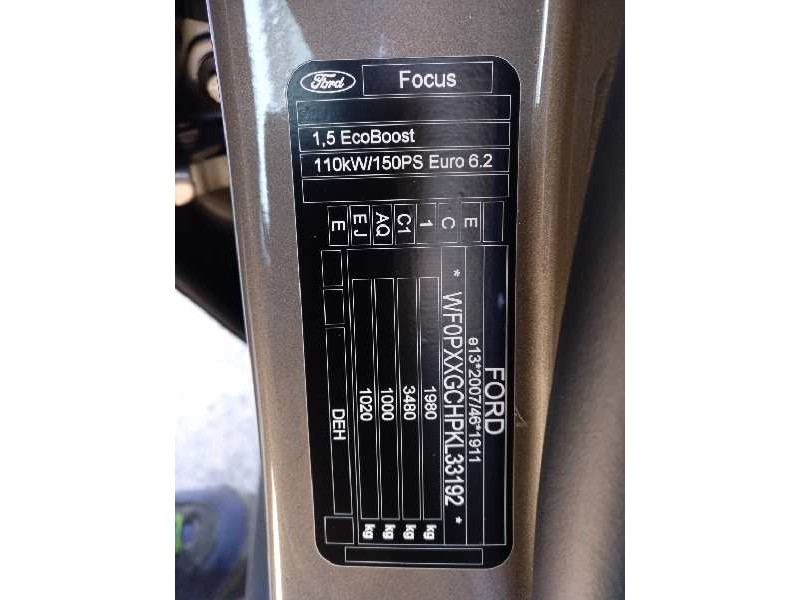 Ford Focus
1,5 EcoBoost
110kW/150PS Euro 6.2
E EJ AQ C1 1 C E
FORD
e13*2007/46*1911
* WF0PXXGCHPKL33192 *
1980 kg
3480 kg
1000 kg
1020 kg
DEH